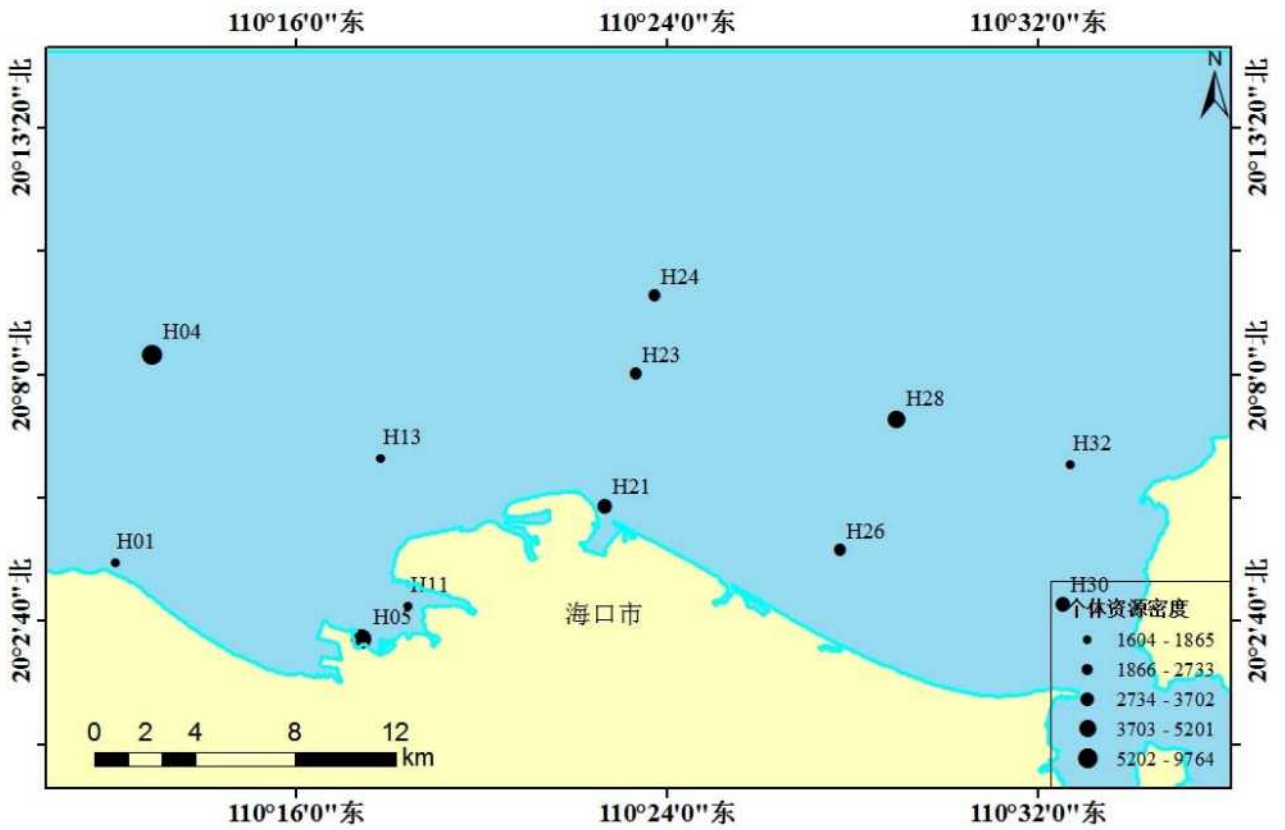 110°16'0"东 110°24'0"东 110°32'0"东
N
20°13'20"北 20°13'20"北
H24
H04
H23
20°8'0"北 20°8'0"北
H28
H13
H32
H21
H26
H01
H30
H11
个体资源密度
海口市
H05
20°2'40"北 20°2'40"北
1604 - 1865
1866 - 2733
2734 - 3702
3703 - 5201
5202 - 9764
0 2 4 8 12
km
110°16'0"东 110°24'0"东 110°32'0"东